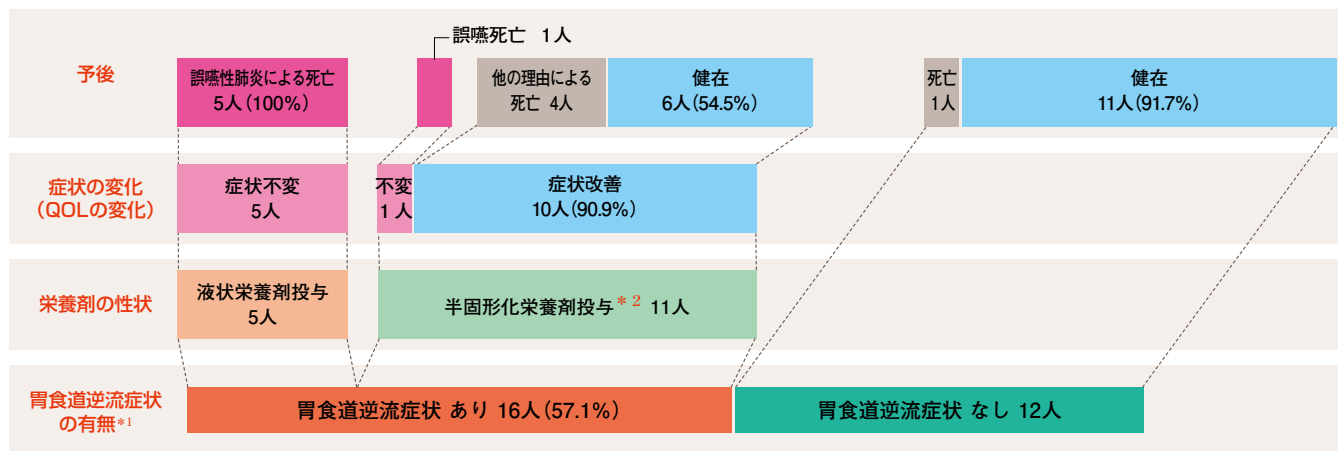 予後
誤嚥性肺炎による死亡
5人(100%)
誤嚥死亡 1人
他の理由による
死亡 4人
健在
6人(54.5%)
死亡
1人
健在
11人(91.7%)
症状の変化
(QOLの変化)
症状不変
5人
不変
1人
症状改善
10人(90.9%)
栄養剤の性状
液状栄養剤投与
5人
半固形化栄養剤投与*2 11人
胃食道逆流症状
の有無*1
胃食道逆流症状 あり 16人(57.1%)
胃食道逆流症状 なし 12人